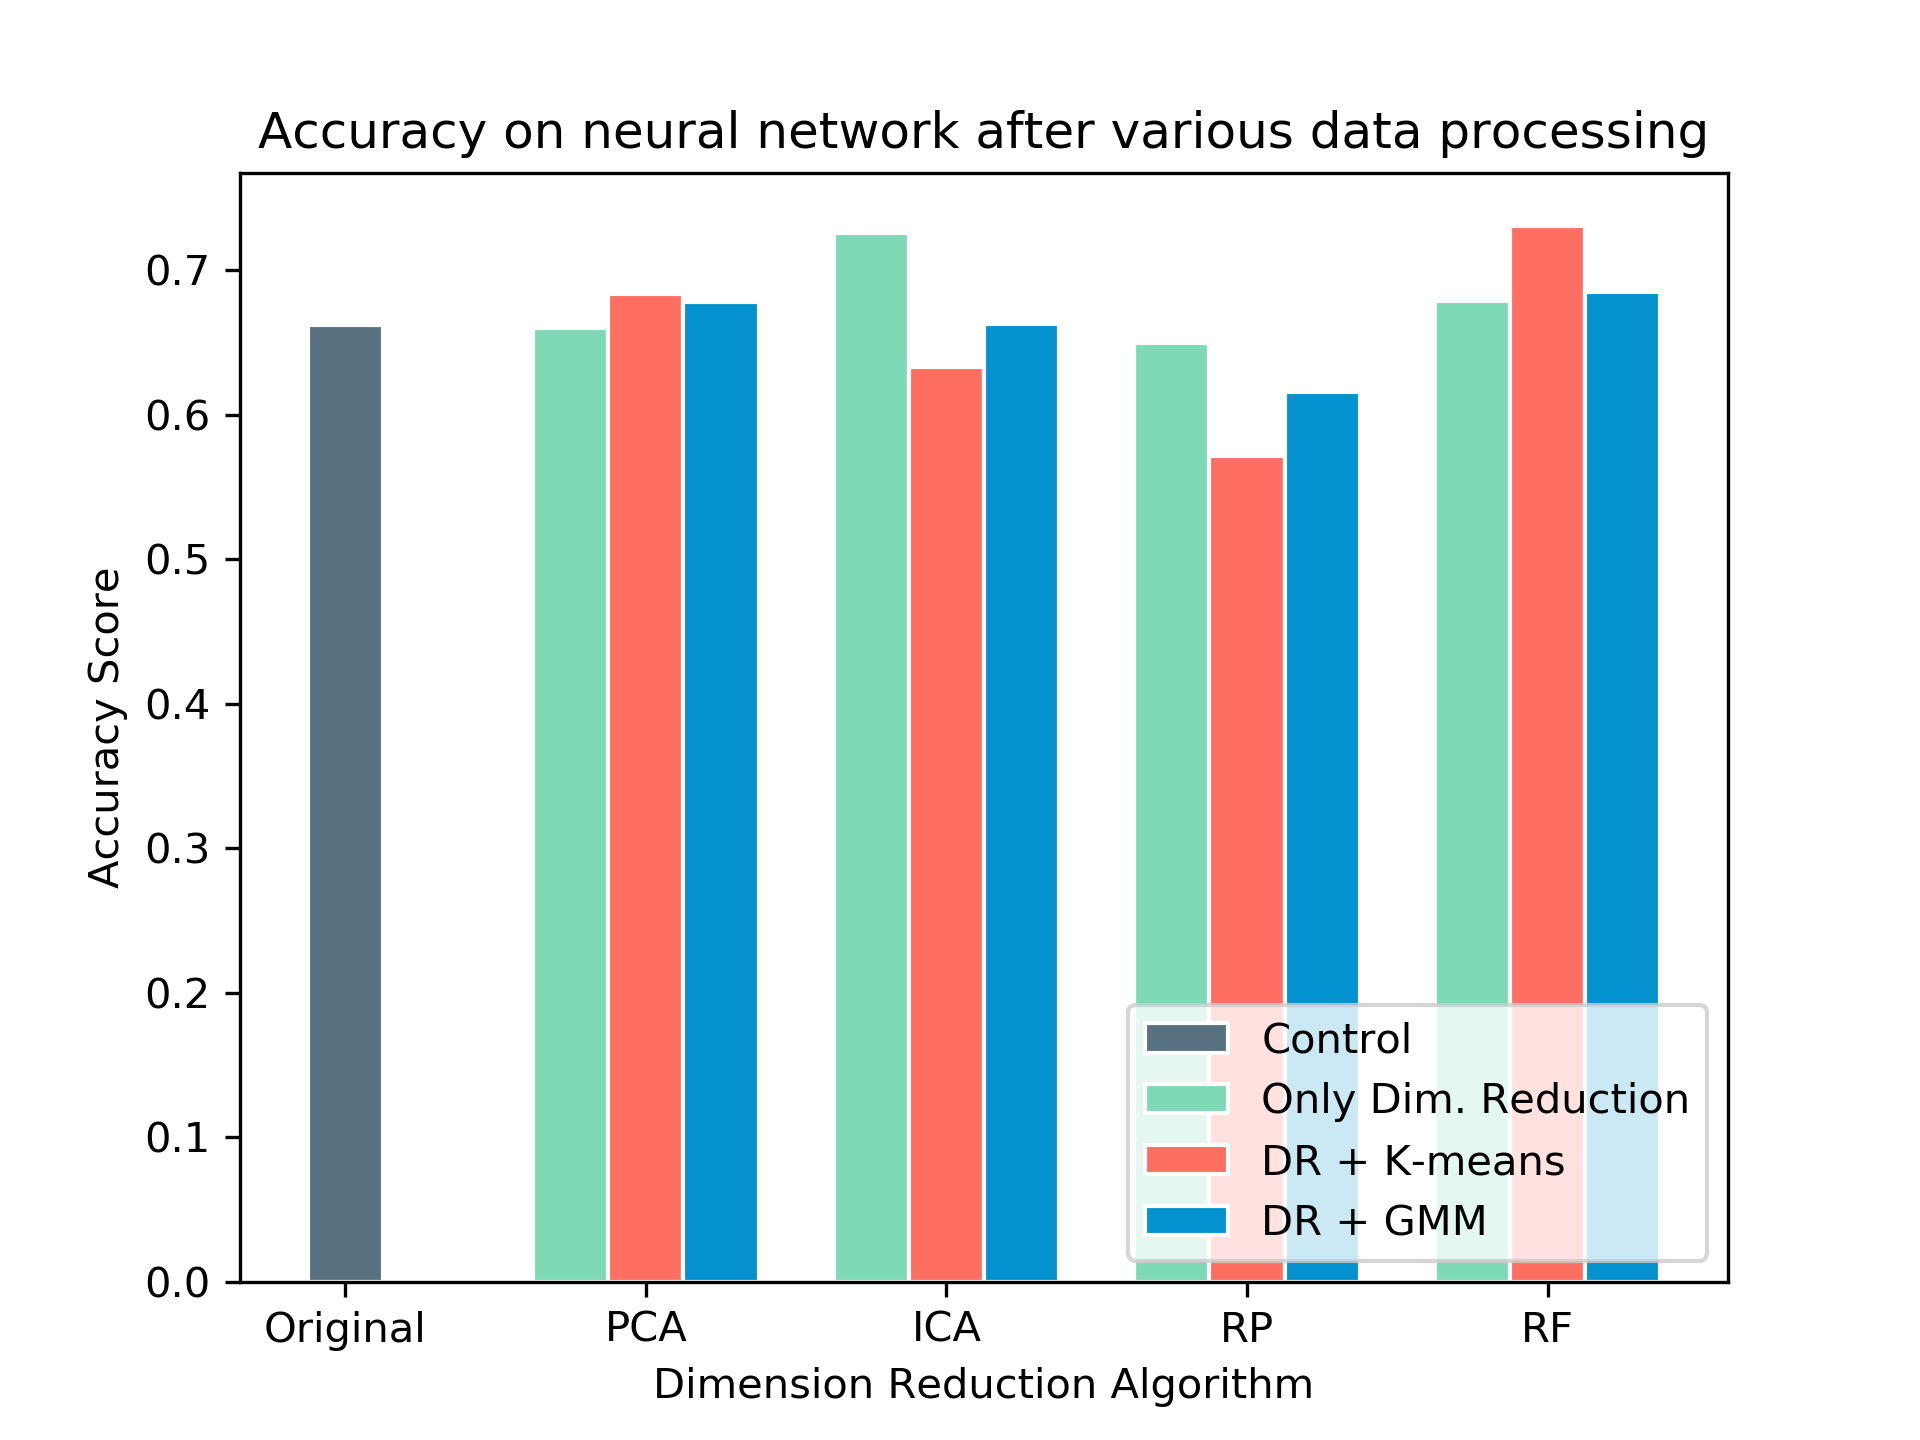 Accuracy on neural network after various data processing
Accuracy Score
0.7
0.6
0.5
0.4
0.3
0.2
0.1
0.0
Control
Only Dim. Reduction
DR + K-means
DR + GMM
Original PCA ICA RP RF
Dimension Reduction Algorithm